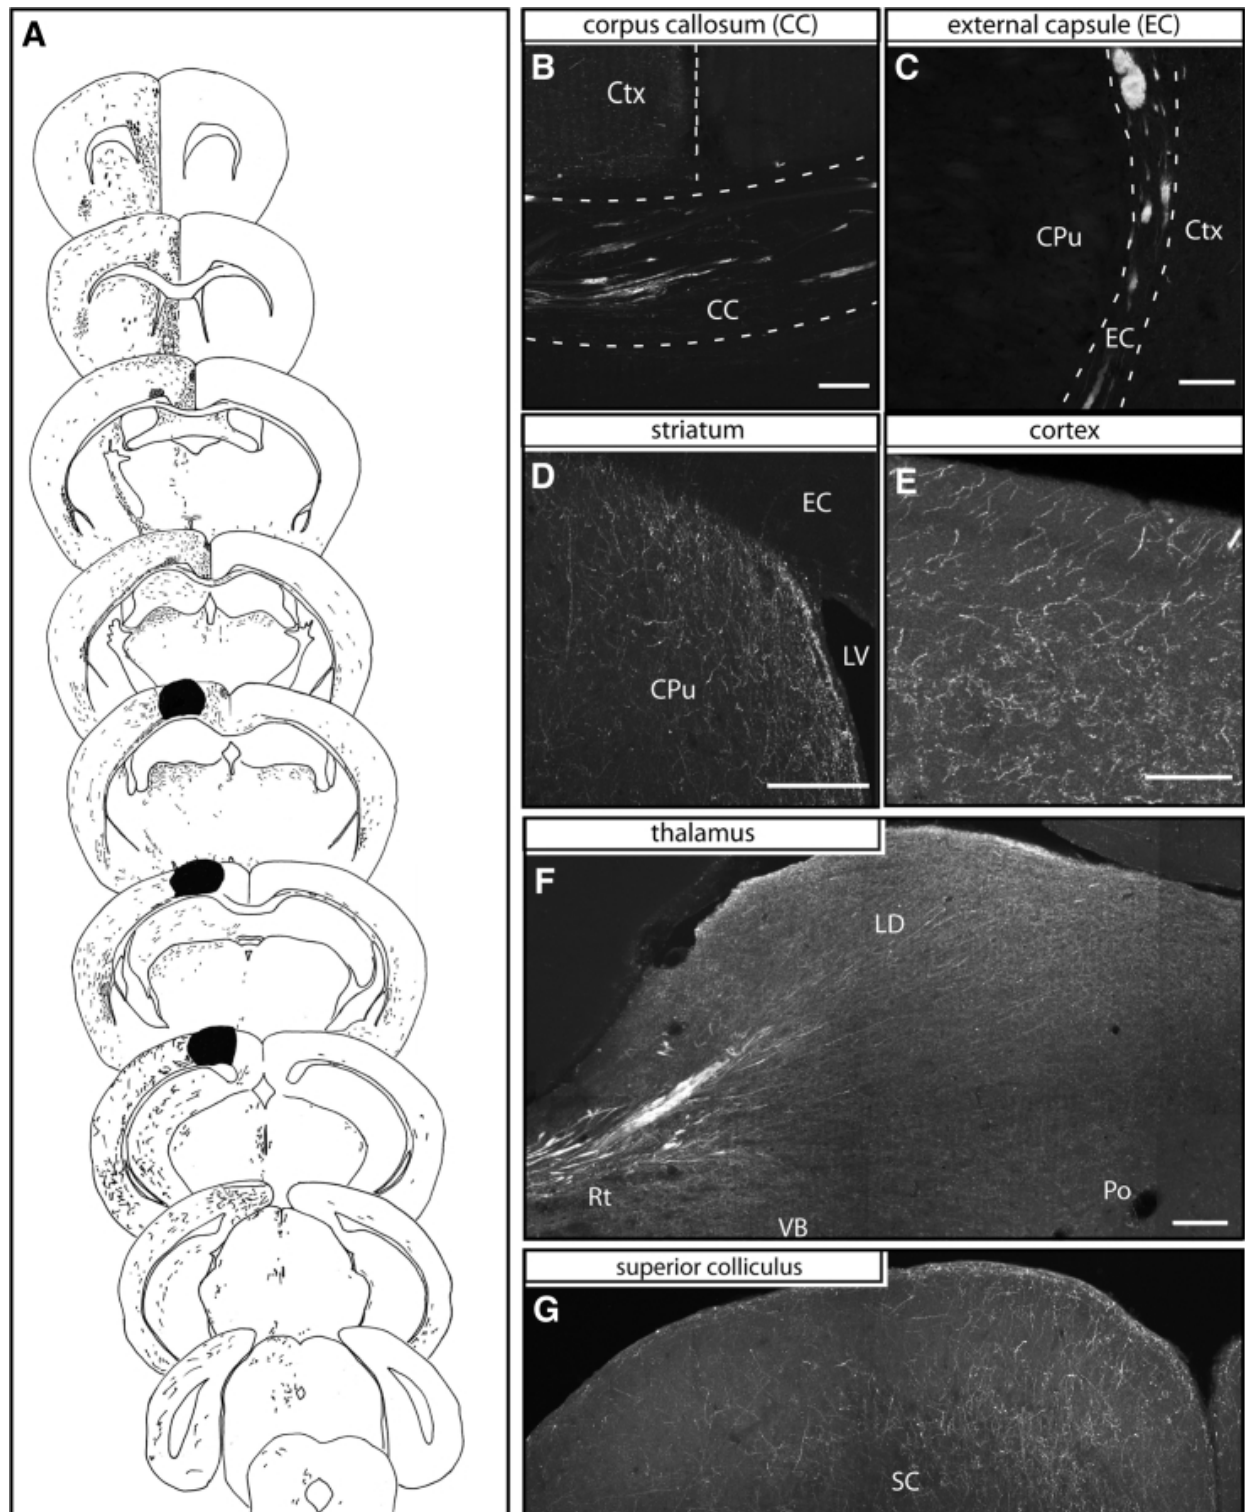 A
corpus callosum (CC)
B
Ctx
CC
external capsule (EC)
C
CPu
Ctx
EC
striatum
D
EC
LV
CPu
cortex
E
thalamus
F
LD
Rt
VB
Po
superior colliculus
G
SC